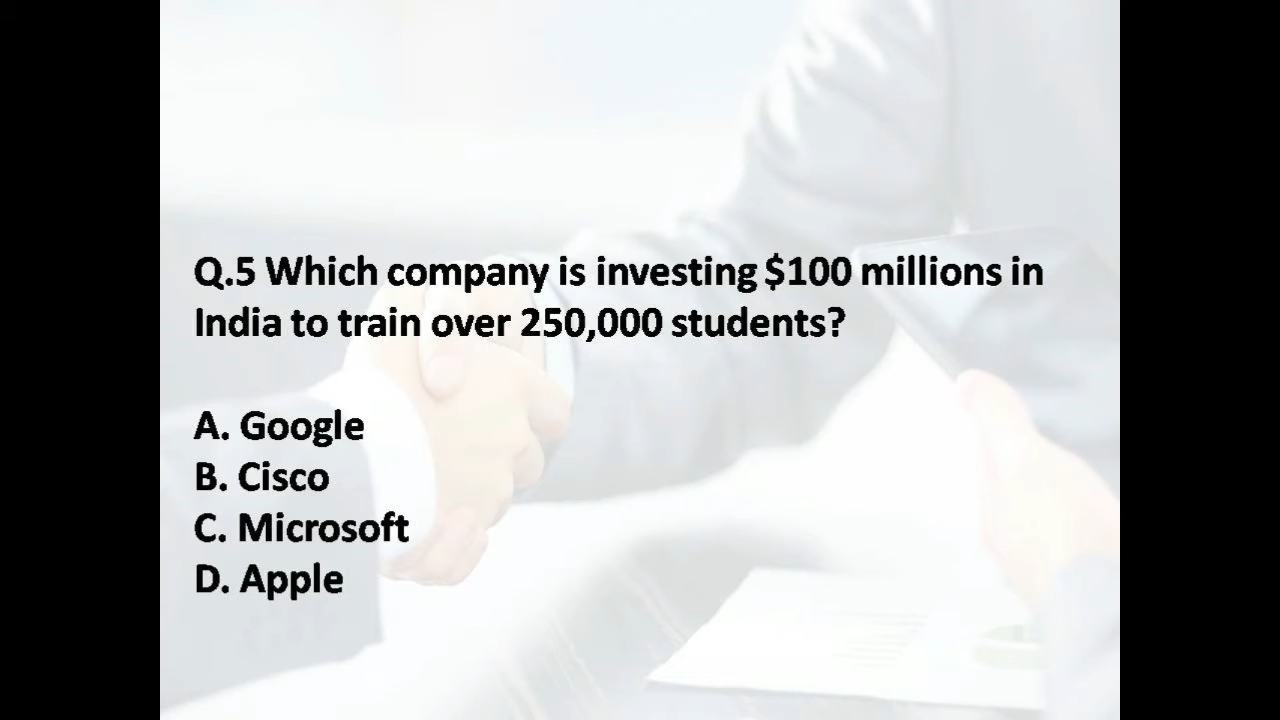 Q.5 Which company is investing $100 millions in
India to train over 250,000 students?
A. Google
B. Cisco
C. Microsoft
D. Apple